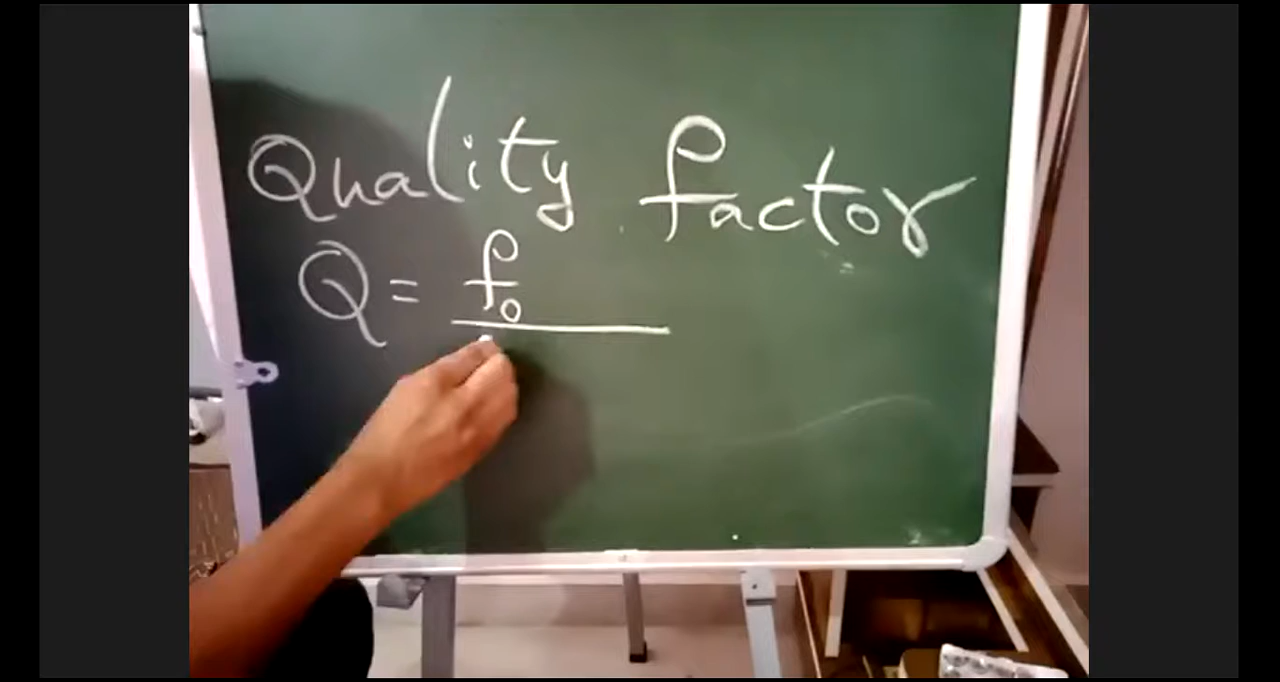 Quality factor
Q = f₀